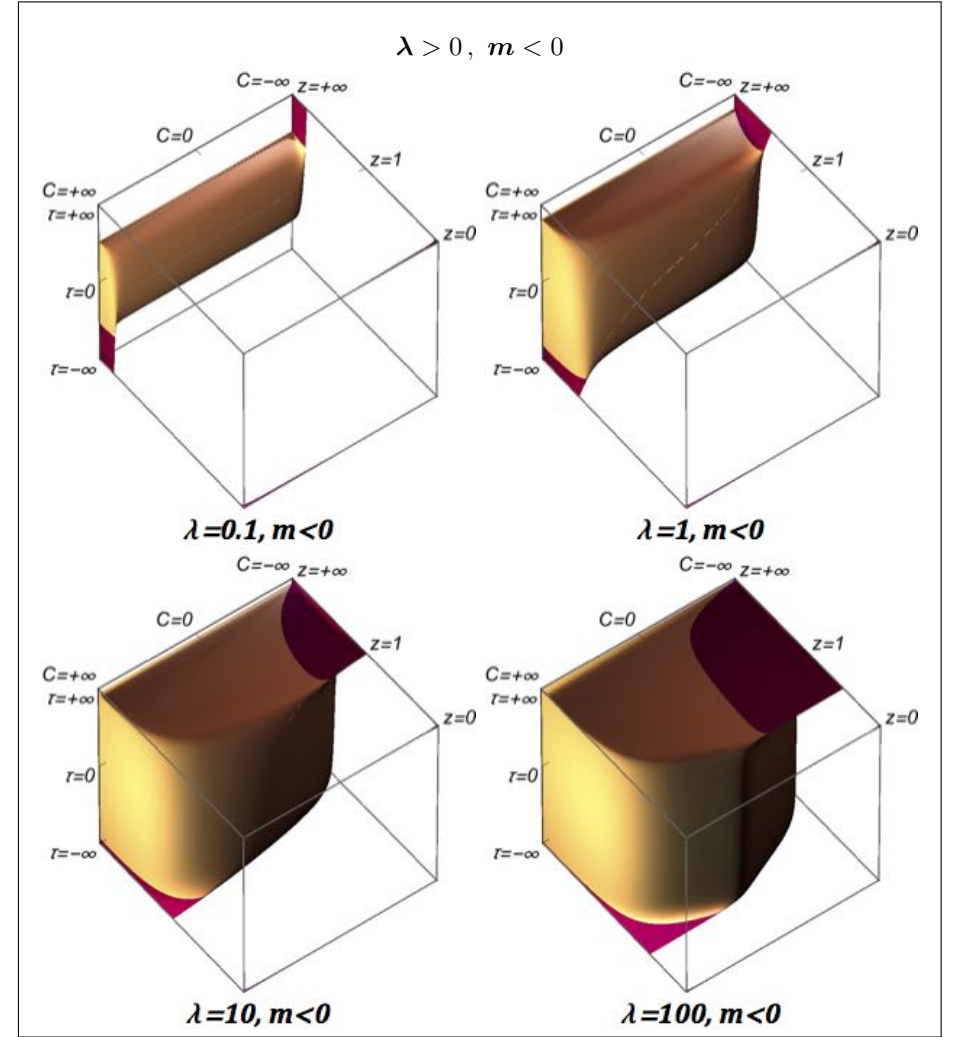 λ > 0 , m < 0
C=−∞ z=+∞
C=0
z=1
C=+∞
τ=+∞
z=0
τ=0
τ=−∞
λ=0.1, m<0
C=−∞ z=+∞
C=0
z=1
C=+∞
τ=+∞
z=0
τ=0
τ=−∞
λ=1, m<0
C=−∞ z=+∞
C=0
z=1
C=+∞
τ=+∞
z=0
τ=0
τ=−∞
λ=10, m<0
C=−∞ z=+∞
C=0
z=1
C=+∞
τ=+∞
z=0
τ=0
τ=−∞
λ=100, m<0